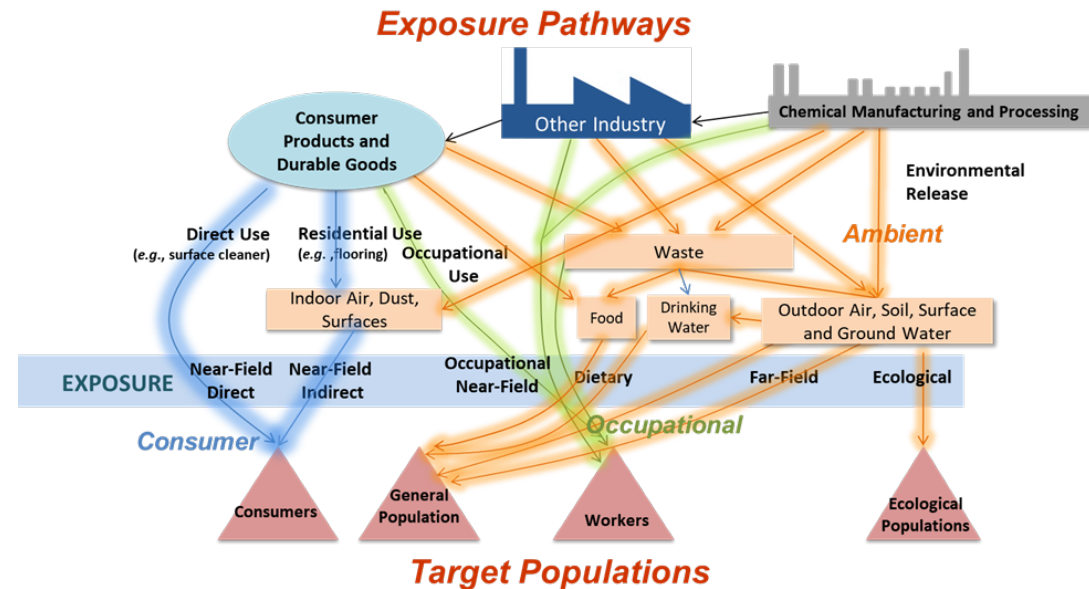 Exposure Pathways
Consumer
Products and
Durable Goods
Other Industry
Chemical Manufacturing and Processing
Environmental
Release
Ambient
Direct Use
(e.g., surface cleaner)
Residential Use
(e.g. ,flooring)
Occupational
Use
Waste
Indoor Air, Dust,
Surfaces
Food
Drinking
Water
Outdoor Air, Soil, Surface
and Ground Water
EXPOSURE
Near-Field
Direct
Near-Field
Indirect
Occupational
Near-Field
Dietary
Far-Field
Ecological
Consumer
Occupational
Consumers
General
Population
Workers
Ecological
Populations
Target Populations